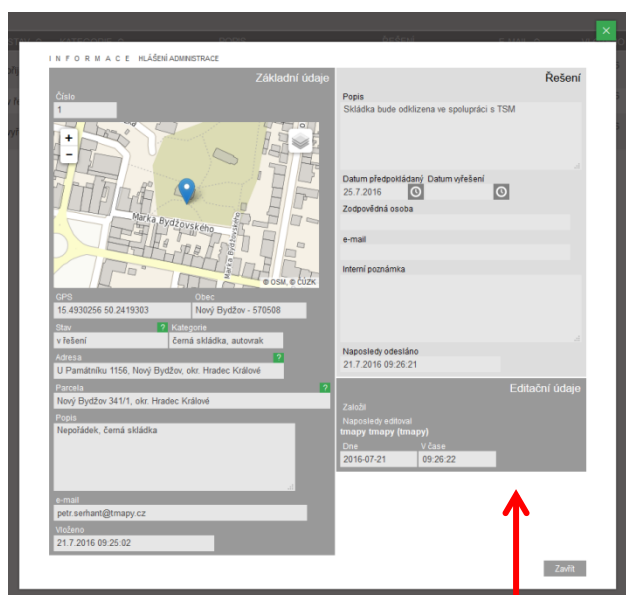 INFORMACE HLÁŠENÍ ADMINISTRACE
Základní údaje
Číslo
1
+
−
Marka Bydžovského
Marka Bydžovského
© OSM, © ČÚZK
GPS Obec
15.4930256 50.2419303 Nový Bydžov - 570508
Stav ? Kategorie
v řešení černá skládka, autovrak
Adresa ?
U Památníku 1156, Nový Bydžov, okr. Hradec Králové
Parcela ?
Nový Bydžov 341/1, okr. Hradec Králové
Popis
Nepořádek, černá skládka
e-mail
petr.serhant@tmapy.cz
Vloženo
21.7.2016 09:25:02
Řešení
Popis
Skládka bude odklizena ve spolupráci s TSM
Datum předpokládaný Datum vyřešení
25.7.2016
Zodpovědná osoba
e-mail
Interní poznámka
Naposledy odesláno
21.7.2016 09:26:21
Editační údaje
Založil
Naposledy editoval
tmapy tmapy (tmapy)
Dne V čase
2016-07-21 09:26:22
Zavřít